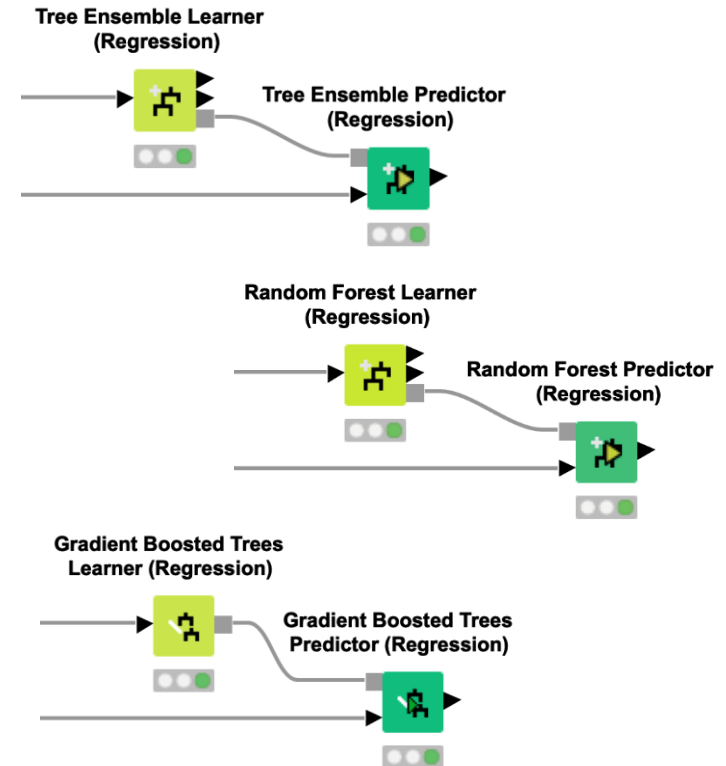 Tree Ensemble Learner
(Regression)
Tree Ensemble Predictor
(Regression)
Random Forest Learner
(Regression)
Random Forest Predictor
(Regression)
Gradient Boosted Trees
Learner (Regression)
Gradient Boosted Trees
Predictor (Regression)